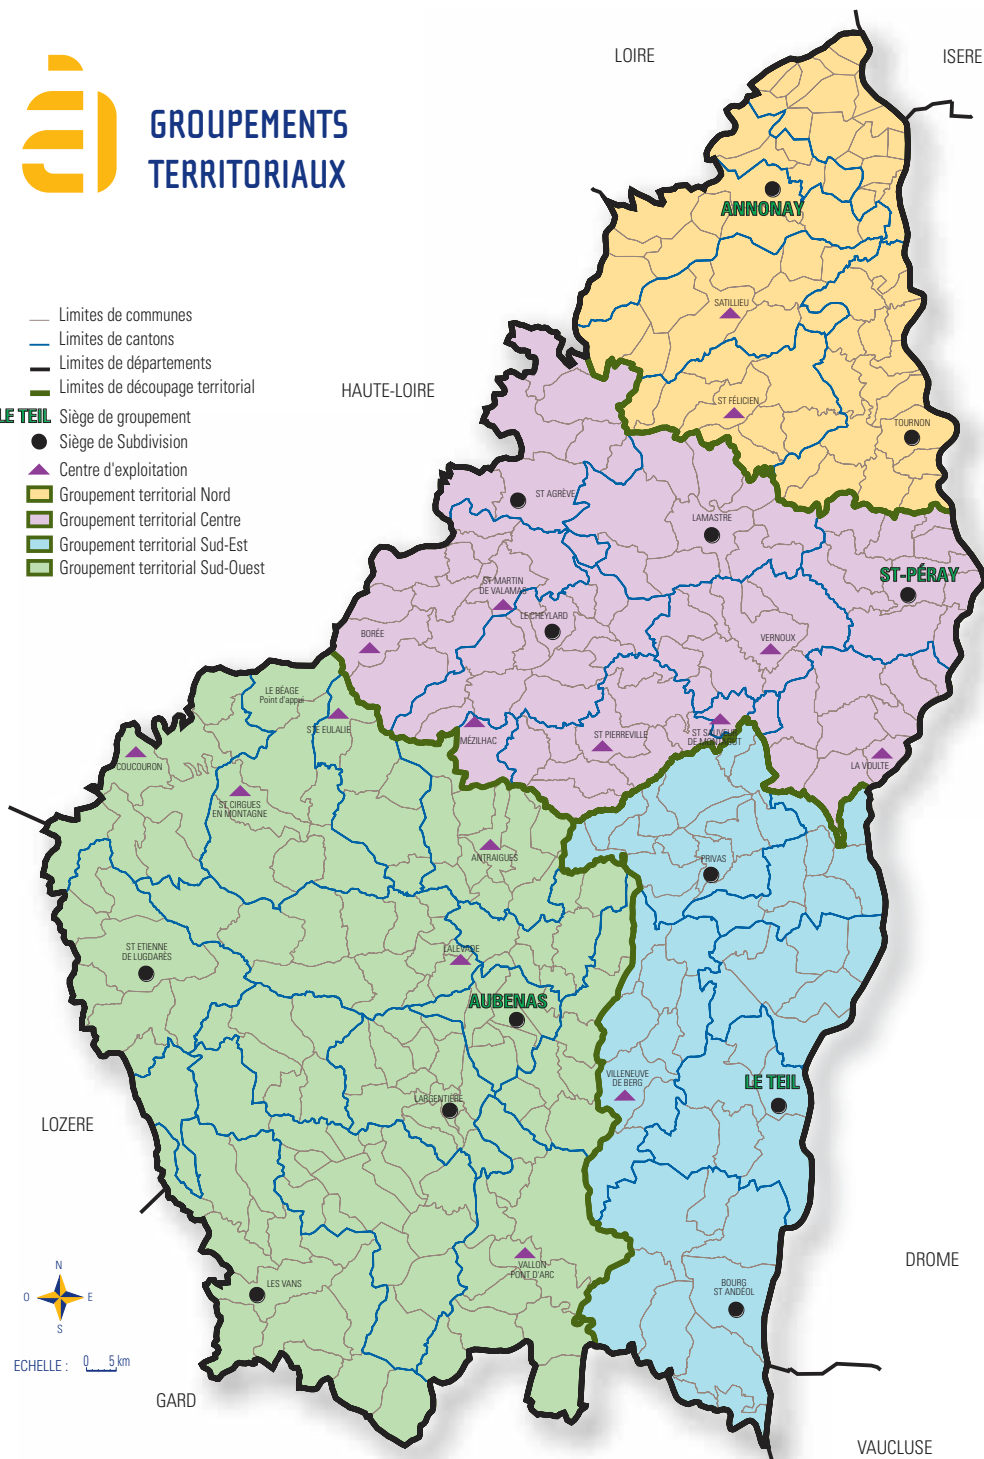 LOIRE
ISERE
GROUPEMENTS
TERRITORIAUX
ANNONAY
SATILLIEU
Limites de communes
Limites de cantons
Limites de départements
Limites de découpage territorial
LE TEIL Siège de groupement
Siège de Subdivision
Centre d'exploitation
Groupement territorial Nord
Groupement territorial Centre
Groupement territorial Sud-Est
Groupement territorial Sud-Ouest
HAUTE-LOIRE
ST FÉLICIEN
TOURNON
ST AGRÈVE
LAMASTRE
ST-PÉRAY
ST MARTIN
DE VALAMAS
LE CHEYLARD
BORÉE
VERNOUX
LE BÉAGE
Point d'appui
STE EULALIE
MÉZILHAC
ST PIERREVILLE
ST SAUVEUR
DE MONTAGUT
LA VOULTE
COUCOURON
ST CIRGUES
EN MONTAGNE
ANTRAIGUES
PRIVAS
ST ETIENNE
DE LUGDARÈS
LALEVADE
AUBENAS
VILLENEUVE
DE BERG
LE TEIL
LARGENTIÈRE
LOZERE
VALLON
PONT D'ARC
DROME
LES VANS
BOURG
ST ANDÉOL
N
O
E
S
ECHELLE : 0 5 km
GARD
VAUCLUSE